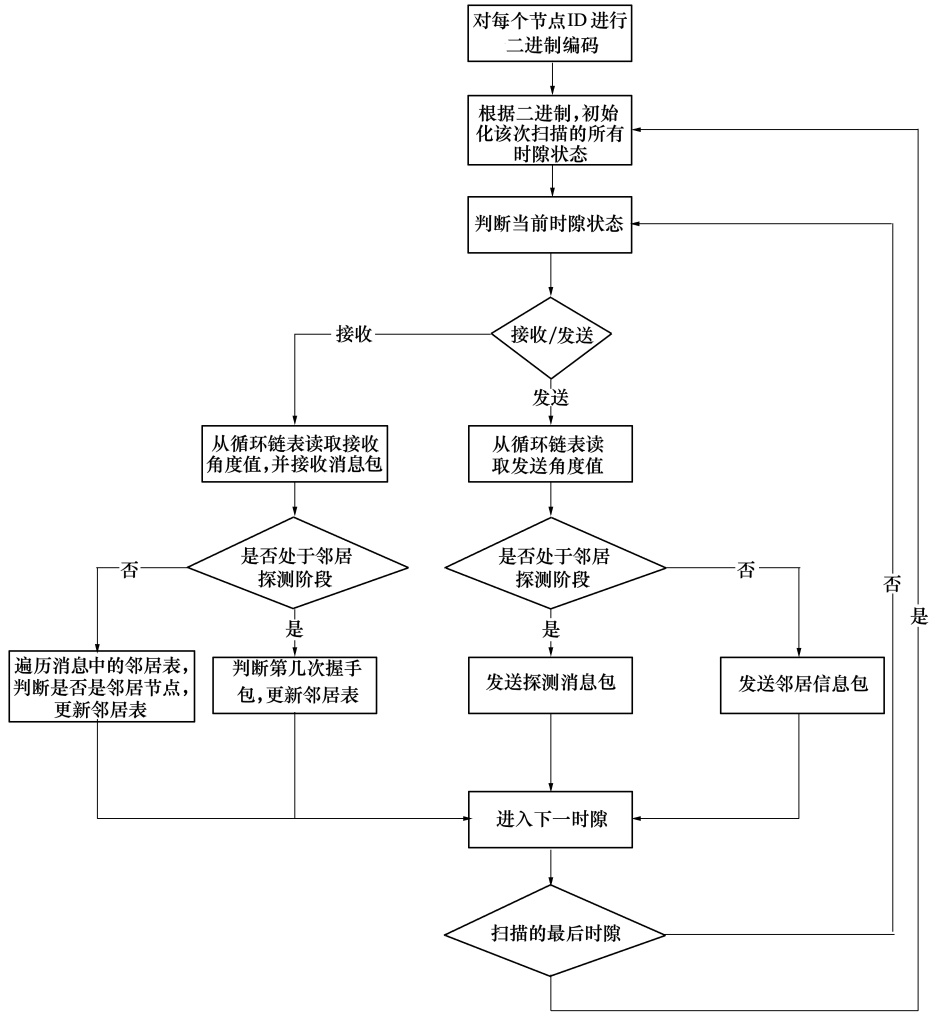 对每个节点ID进行
二进制编码
根据二进制,初始
化该次扫描的所有
时隙状态
判断当前时隙状态
接收/发送
接收
发送
从循环链表读取接收
角度值,并接收消息包
从循环链表读
取发送角度值
是否处于邻居
探测阶段
是否处于邻居
探测阶段
否
是
是
否
否
是
遍历消息中的邻居表,
判断是否是邻居节点,
更新邻居表
判断第几次握手
包,更新邻居表
发送探测消息包
发送邻居信息包
进入下一时隙
扫描的最后时隙